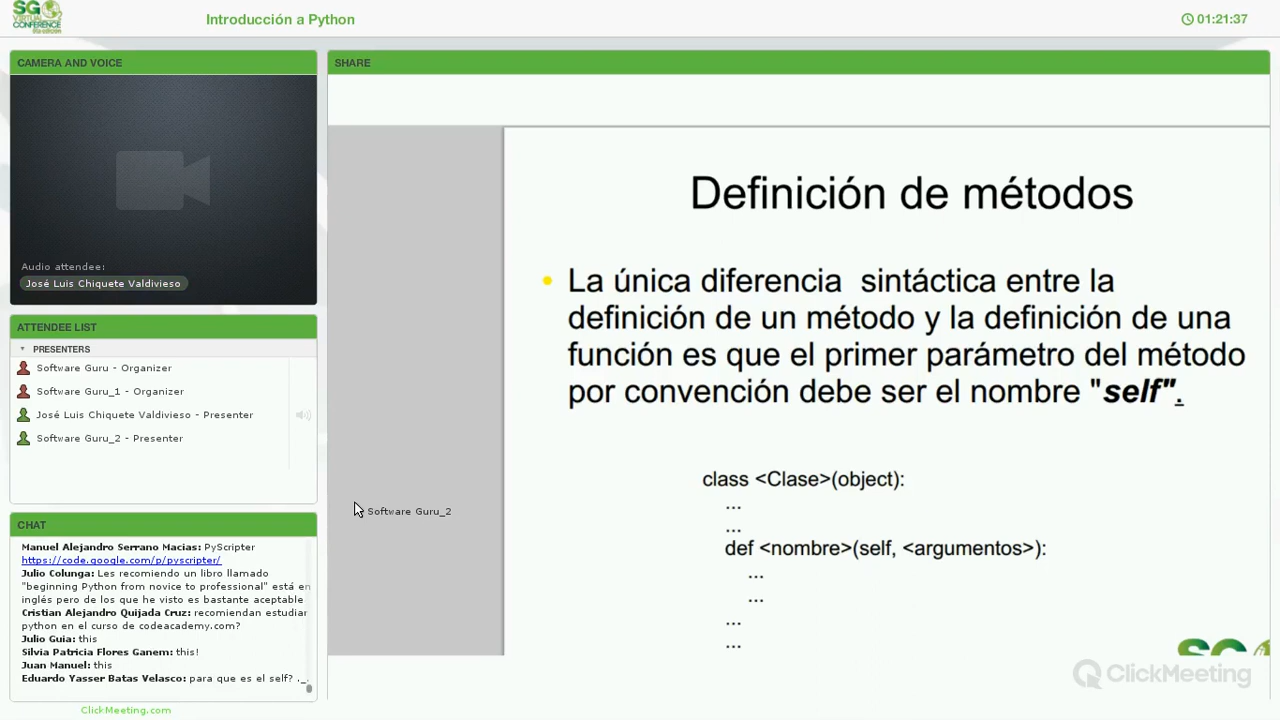 SG
VIRTUAL
CONFERENCE
Introducción a Python
01:21:37
CAMERA AND VOICE
Audio attendee:
José Luis Chiquete Valdivieso
ATTENDEE LIST
PRESENTERS
Software Guru - Organizer
Software Guru_1 - Organizer
José Luis Chiquete Valdivieso - Presenter
Software Guru_2 - Presenter
CHAT
Manuel Alejandro Serrano Macias: PyScripter
https://code.google.com/p/pyscripter/
Julio Colunga: Les recomiendo un libro llamado
"beginning Python from novice to professional" está en
inglés pero de los que he visto es bastante aceptable
Cristian Alejandro Quijada Cruz: recomiendan estudiar
python en el curso de codeacademy.com?
Julio Guia: this
Silvia Patricia Flores Ganem: this!
Juan Manuel: this
Eduardo Yasser Batas Velasco: para que es el self? ._.
ClickMeeting.com
SHARE
Definición de métodos
La única diferencia  sintáctica entre la
definición de un método y la definición de una
función es que el primer parámetro del método
por convención debe ser el nombre "self".
class <Clase>(object):
...
...
def <nombre>(self, <argumentos>):
...
...
...
...
Software Guru_2
SG
ClickMeeting